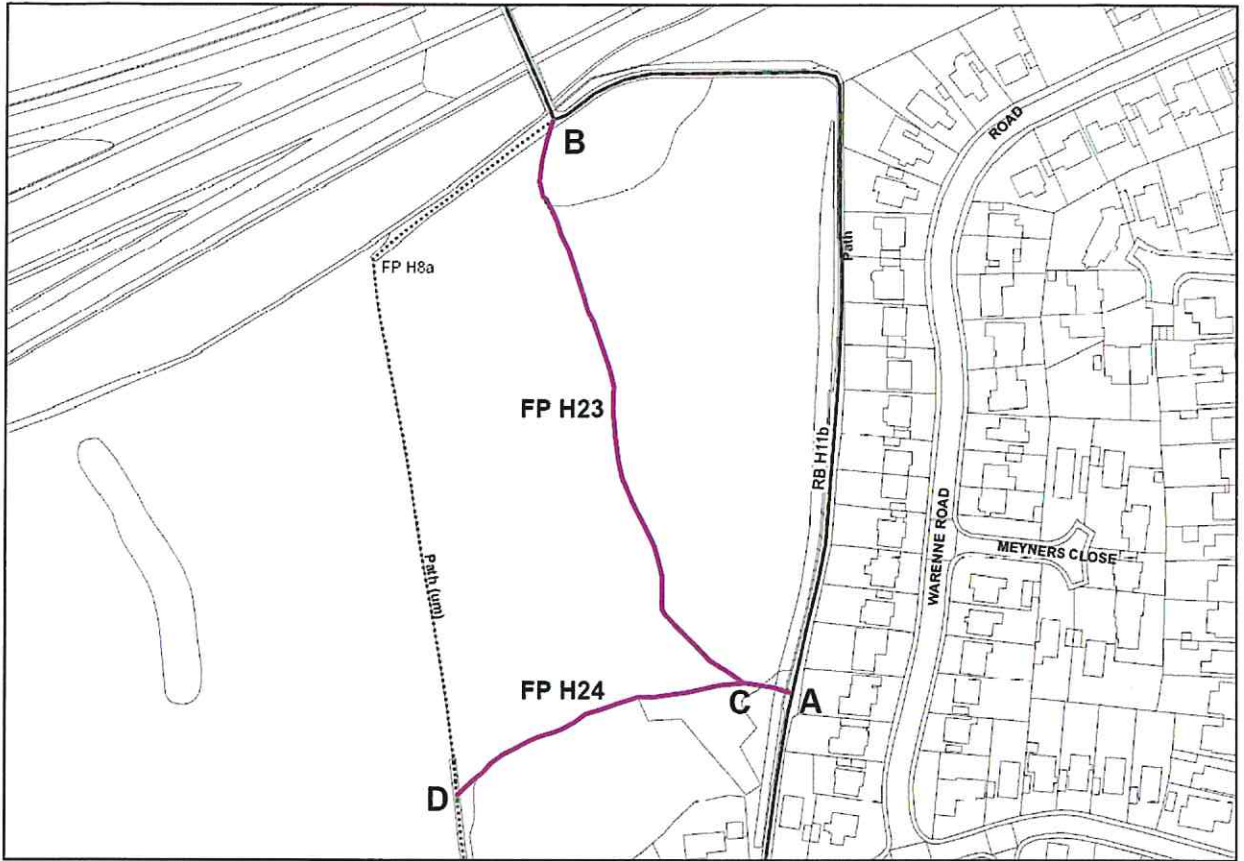 ROAD
B
Path
FP H8a
FP H23
RB H11b
WARENNE ROAD
MEYNERS CLOSE
Path (um)
FP H24
C
A
D